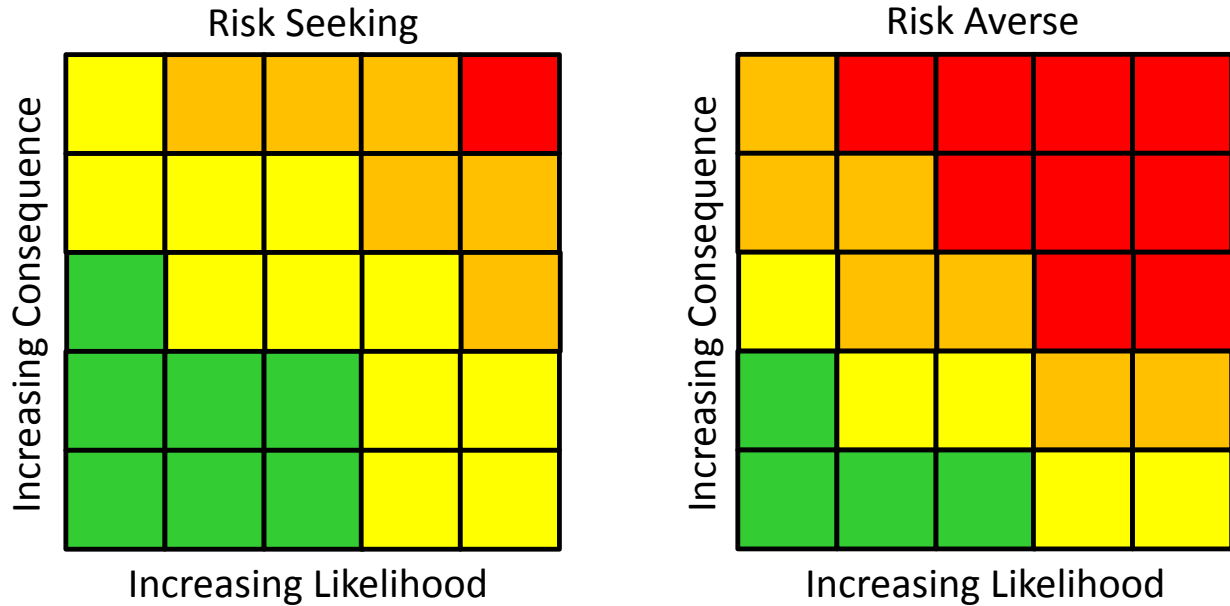 Risk Seeking
Increasing Consequence
Increasing Likelihood
Risk Averse
Increasing Consequence
Increasing Likelihood